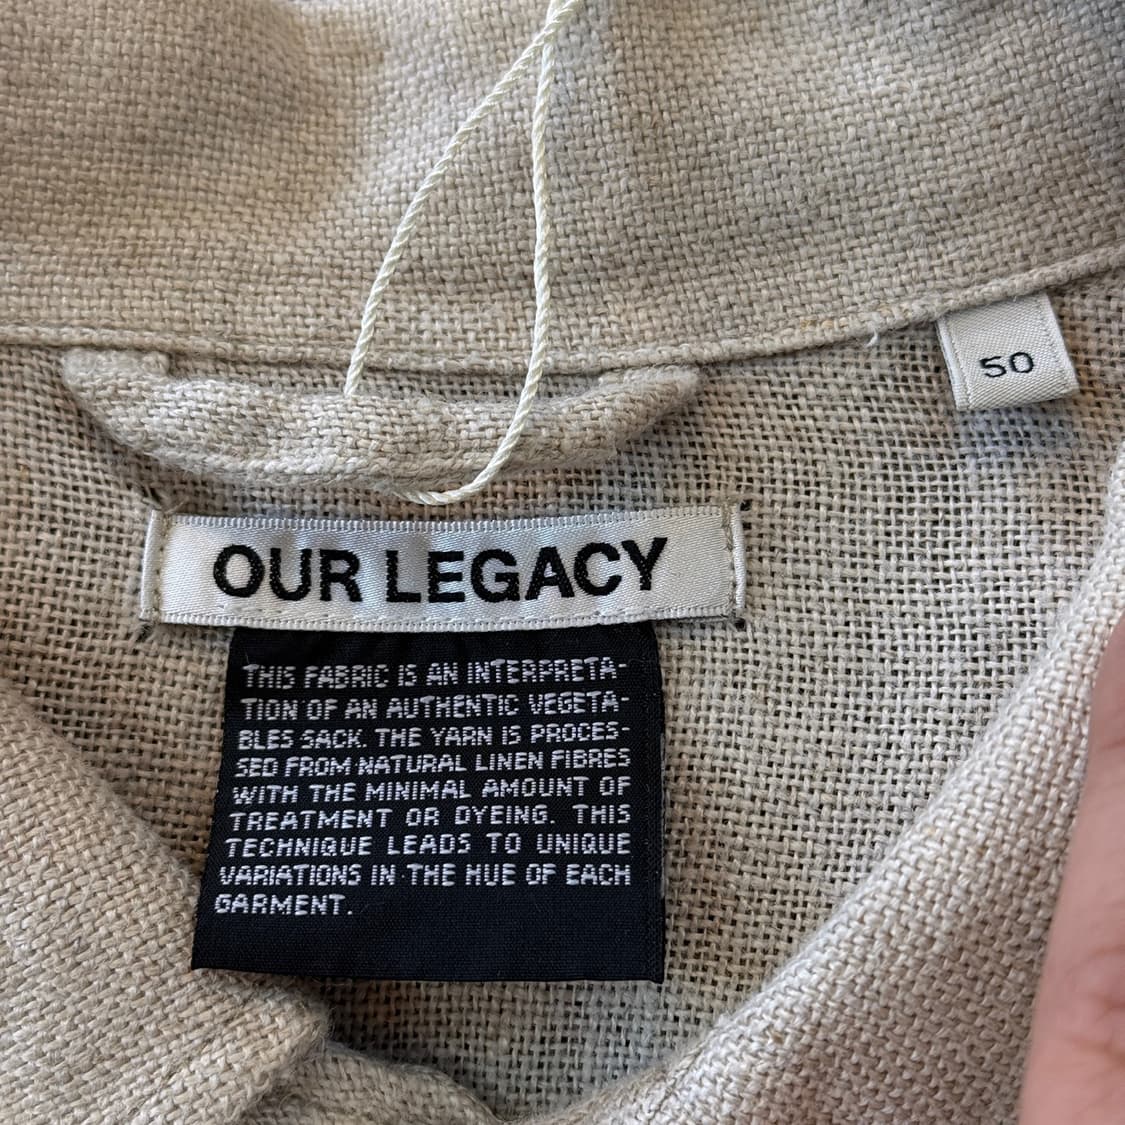 50
OUR LEGACY
THIS FABRIC IS AN INTERPRETA-
TION OF AN AUTHENTIC VEGETA-
BLES SACK. THE YARN IS PROCES-
SED FROM NATURAL LINEN FIBRES
WITH THE MINIMAL AMOUNT OF
TREATMENT OR DYEING. THIS
TECHNIQUE LEADS TO UNIQUE
VARIATIONS IN THE HUE OF EACH
GARMENT.